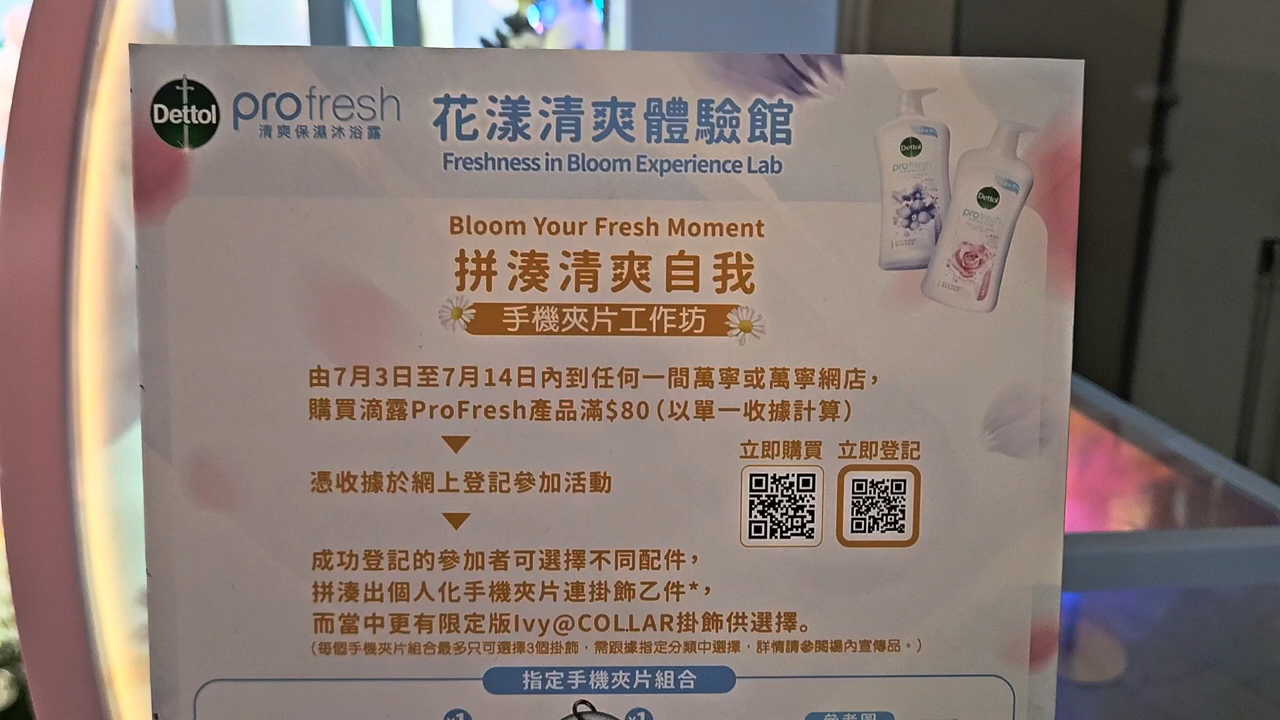 Dettol
profresh
清爽保濕沐浴露
花漾清爽體驗館
Freshness in Bloom Experience Lab
Dettol
profresh
Dettol
profresh
Bloom Your Fresh Moment
拼湊清爽自我
手機夾片工作坊
由7月3日至7月14日內到任何一間萬寧或萬寧網店，
購買滴露ProFresh產品滿$80（以單一收據計算）
立即購買 立即登記
憑收據於網上登記參加活動
成功登記的參加者可選擇不同配件，
拼湊出個人化手機夾片連掛飾乙件*，
而當中更有限定版Ivy@COLLAR掛飾供選擇。
（每個手機夾片組合最多只可選擇3個掛飾，需跟據指定分類中選擇，詳情請參閱場內宣傳品。）
指定手機夾片組合
x1 x1 參考圖